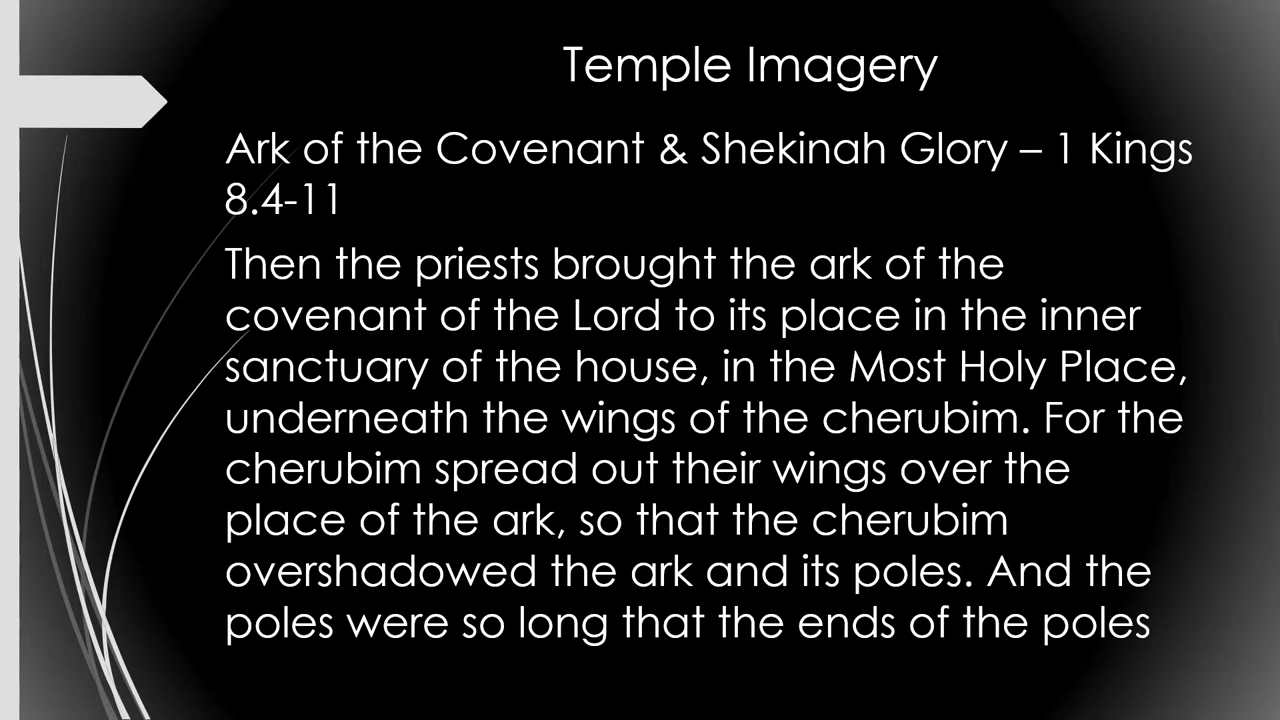 Temple Imagery
Ark of the Covenant & Shekinah Glory – 1 Kings
8.4-11
Then the priests brought the ark of the
covenant of the Lord to its place in the inner
sanctuary of the house, in the Most Holy Place,
underneath the wings of the cherubim. For the
cherubim spread out their wings over the
place of the ark, so that the cherubim
overshadowed the ark and its poles. And the
poles were so long that the ends of the poles